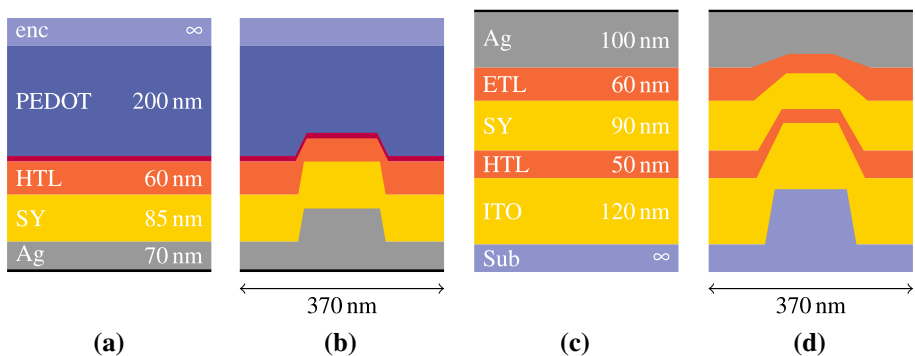 enc ∞
PEDOT 200 nm
HTL 60 nm
SY 85 nm
Ag 70 nm
370 nm
Ag 100 nm
ETL 60 nm
SY 90 nm
HTL 50 nm
ITO 120 nm
Sub ∞
370 nm
(a) (b) (c) (d)